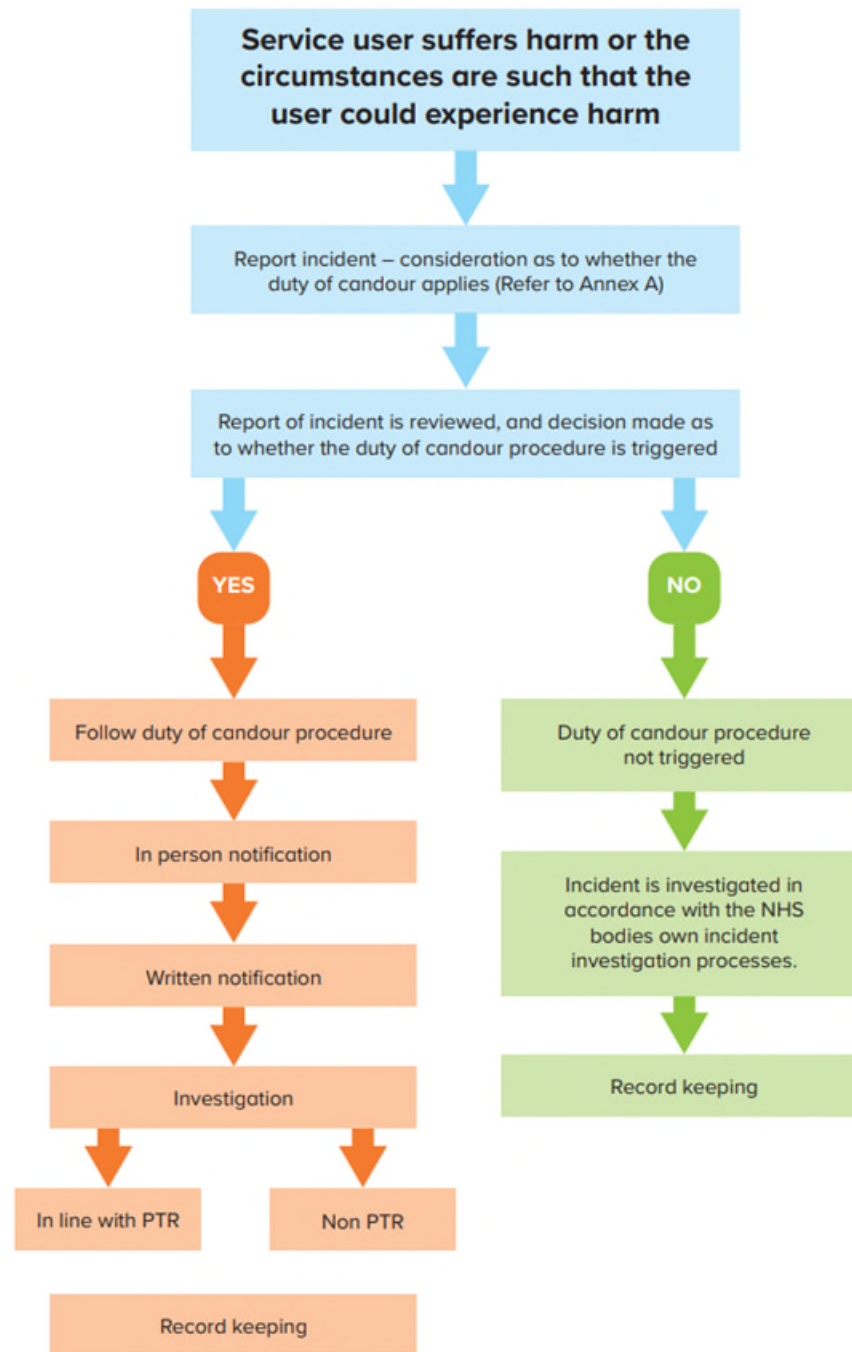 Service user suffers harm or the
circumstances are such that the
user could experience harm
Report incident – consideration as to whether the
duty of candour applies (Refer to Annex A)
Report of incident is reviewed, and decision made as
to whether the duty of candour procedure is triggered
YES
NO
Follow duty of candour procedure
In person notification
Written notification
Investigation
In line with PTR
Non PTR
Record keeping
Duty of candour procedure
not triggered
Incident is investigated in
accordance with the NHS
bodies own incident
investigation processes.
Record keeping